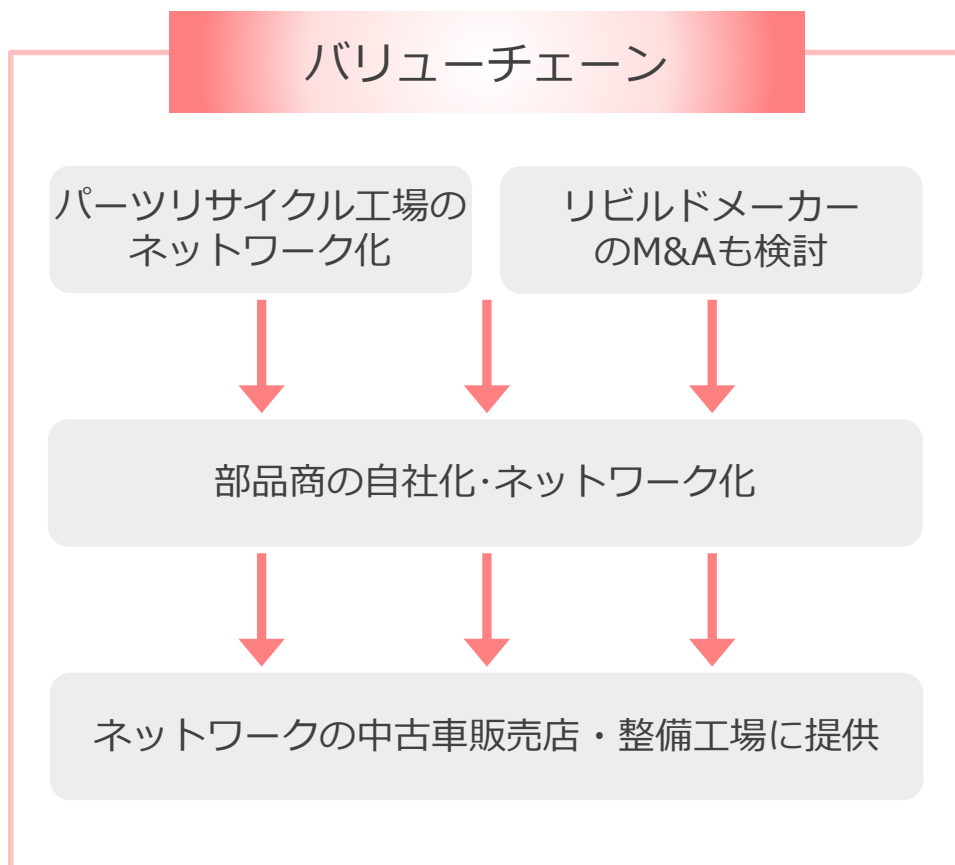 バリューチェーン
パーツリサイクル工場の
ネットワーク化
リビルドメーカー
のM&Aも検討
部品商の自社化･ネットワーク化
ネットワークの中古車販売店・整備工場に提供